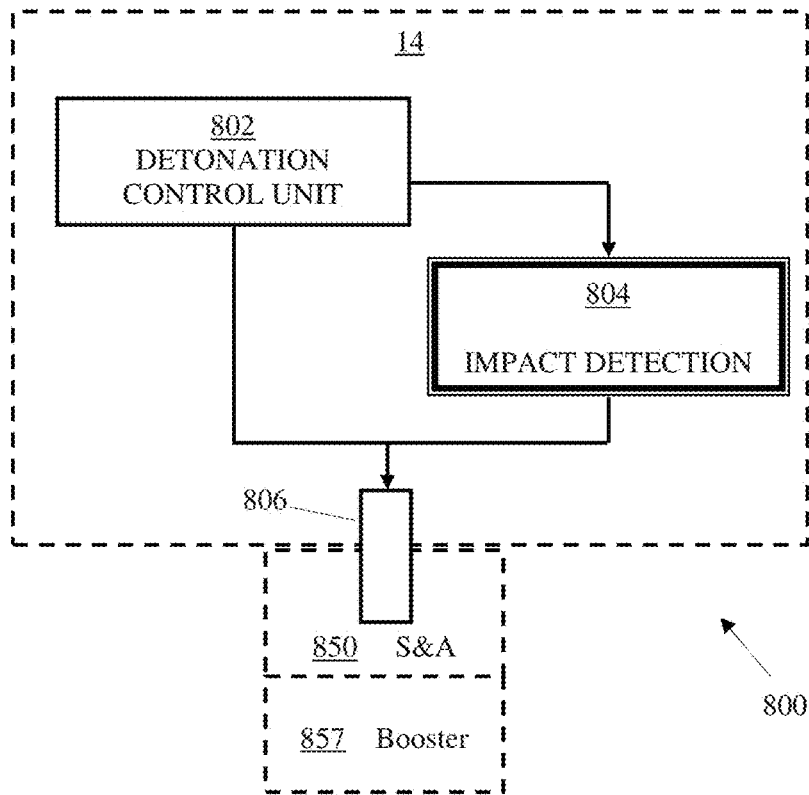 14
802
DETONATION
CONTROL UNIT
804
IMPACT DETECTION
806
850 S&A
800
857 Booster